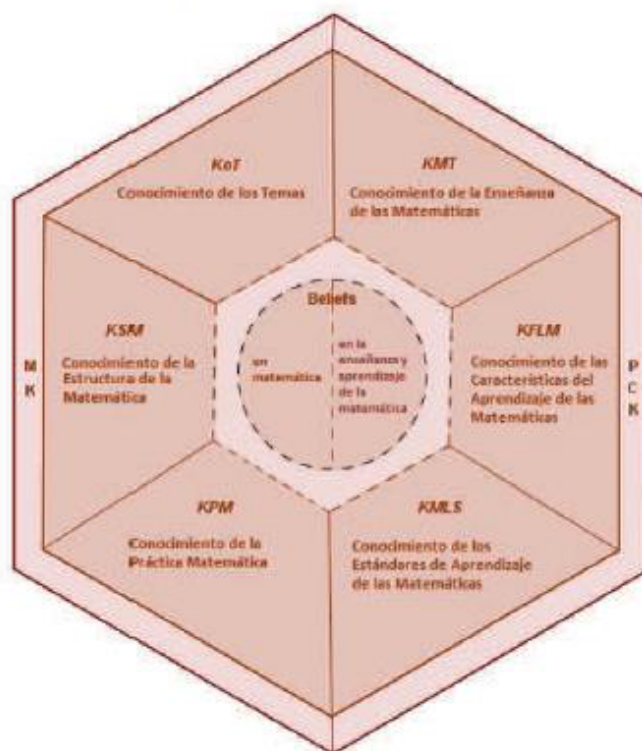 KoT
Conocimiento de los Temas
KMT
Conocimiento de la Enseñanza
de las Matemáticas
Beliefs
en
matemática
en la
enseñanza y
aprendizaje
de la
matemática
KSM
Conocimiento de la
Estructura de la
Matemática
KFLM
Conocimiento de las
Características del
Aprendizaje de las
Matemáticas
M
K
P
C
K
KPM
Conocimiento de la
Práctica Matemática
KMLS
Conocimiento de los
Estándares de Aprendizaje
de las Matemáticas